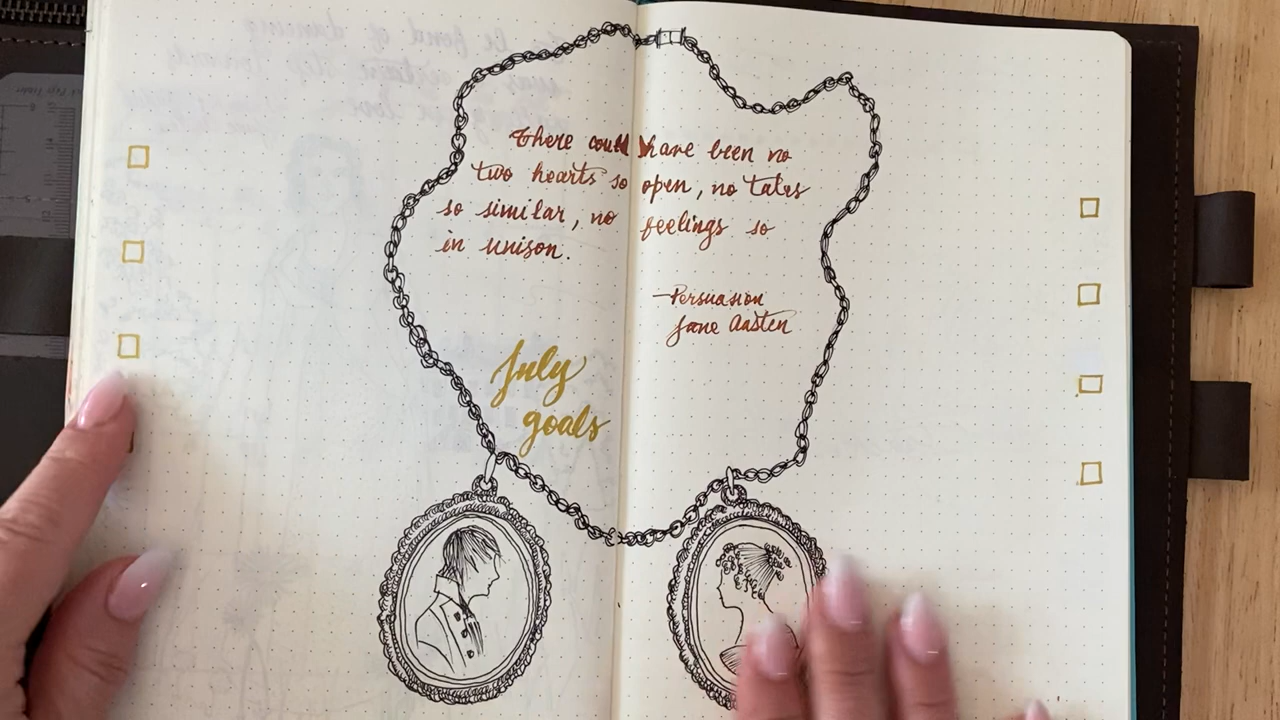 There could have been no
two hearts so open, no tates
so similar, no feelings so
in unison.
—Persuasion
Jane Austen
July
goals